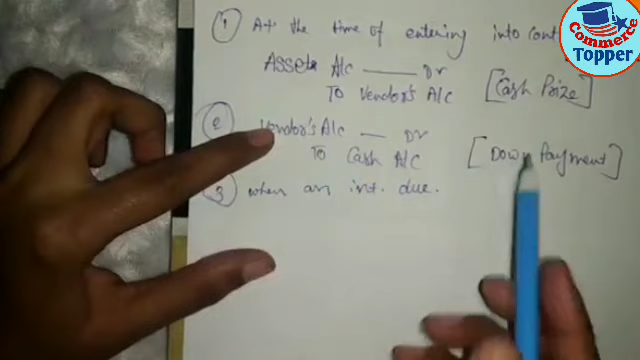 ① At the time of entering into cont
Assets A/c —— Dr
To Vendor's A/c [Cash Prize]
② Vendor's A/c — Dr
To Cash A/c [Down Payment]
③ when an int. due.
Commerce
Topper